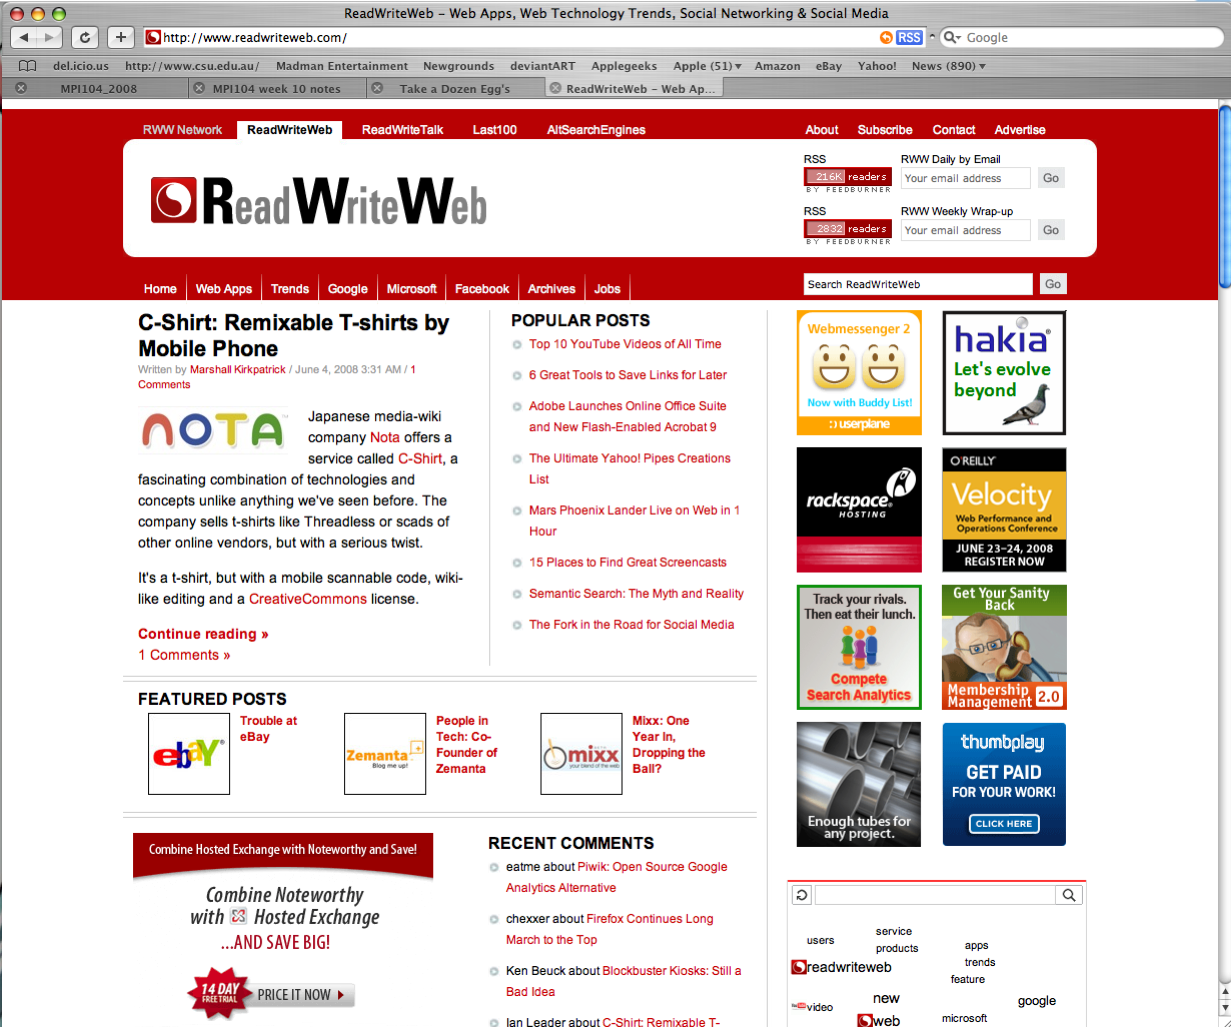 ReadWriteWeb – Web Apps, Web Technology Trends, Social Networking & Social Media
http://www.readwriteweb.com/
RSS
Google
del.icio.us
http://www.csu.edu.au/
Madman Entertainment
Newgrounds
deviantART
Applegeeks
Apple (51)
Amazon
eBay
Yahoo!
News (890)
MPI104_2008
MPI104 week 10 notes
Take a Dozen Egg's
ReadWriteWeb – Web Ap...
RWW Network
ReadWriteWeb
ReadWriteTalk
Last100
AltSearchEngines
About
Subscribe
Contact
Advertise
ReadWriteWeb
RSS
216K readers
BY FEEDBURNER
RWW Daily by Email
Your email address
Go
RSS
2832 readers
BY FEEDBURNER
RWW Weekly Wrap-up
Your email address
Go
Home
Web Apps
Trends
Google
Microsoft
Facebook
Archives
Jobs
Search ReadWriteWeb
Go
C-Shirt: Remixable T-shirts by
Mobile Phone
Written by Marshall Kirkpatrick / June 4, 2008 3:31 AM / 1
Comments
NOTA
Japanese media-wiki
company Nota offers a
service called C-Shirt, a
fascinating combination of technologies and
concepts unlike anything we've seen before. The
company sells t-shirts like Threadless or scads of
other online vendors, but with a serious twist.
It's a t-shirt, but with a mobile scannable code, wiki-
like editing and a CreativeCommons license.
Continue reading »
1 Comments »
POPULAR POSTS
Top 10 YouTube Videos of All Time
6 Great Tools to Save Links for Later
Adobe Launches Online Office Suite
and New Flash-Enabled Acrobat 9
The Ultimate Yahoo! Pipes Creations
List
Mars Phoenix Lander Live on Web in 1
Hour
15 Places to Find Great Screencasts
Semantic Search: The Myth and Reality
The Fork in the Road for Social Media
Webmessenger 2
Now with Buddy List!
userplane
hakia
Let's evolve
beyond
rackspace
HOSTING
O'REILLY
Velocity
Web Performance and
Operations Conference
JUNE 23–24, 2008
REGISTER NOW
Track your rivals.
Then eat their lunch.
Compete
Search Analytics
Get Your Sanity
Back
Membership
Management 2.0
Enough tubes for
any project.
thumbplay
GET PAID
FOR YOUR WORK!
CLICK HERE
FEATURED POSTS
ebaY
Trouble at
eBay
Zemanta
Blog me up!
People in
Tech: Co-
Founder of
Zemanta
mixx
your blend of the web
Mixx: One
Year In,
Dropping the
Ball?
Combine Hosted Exchange with Noteworthy and Save!
Combine Noteworthy
with Hosted Exchange
...AND SAVE BIG!
14 DAY
FREE TRIAL
PRICE IT NOW
RECENT COMMENTS
eatme about Piwik: Open Source Google
Analytics Alternative
chexxer about Firefox Continues Long
March to the Top
Ken Beuck about Blockbuster Kiosks: Still a
Bad Idea
Ian Leader about C-Shirt: Remixable T-
users
service
products
apps
trends
readwriteweb
feature
video
new
google
web
microsoft